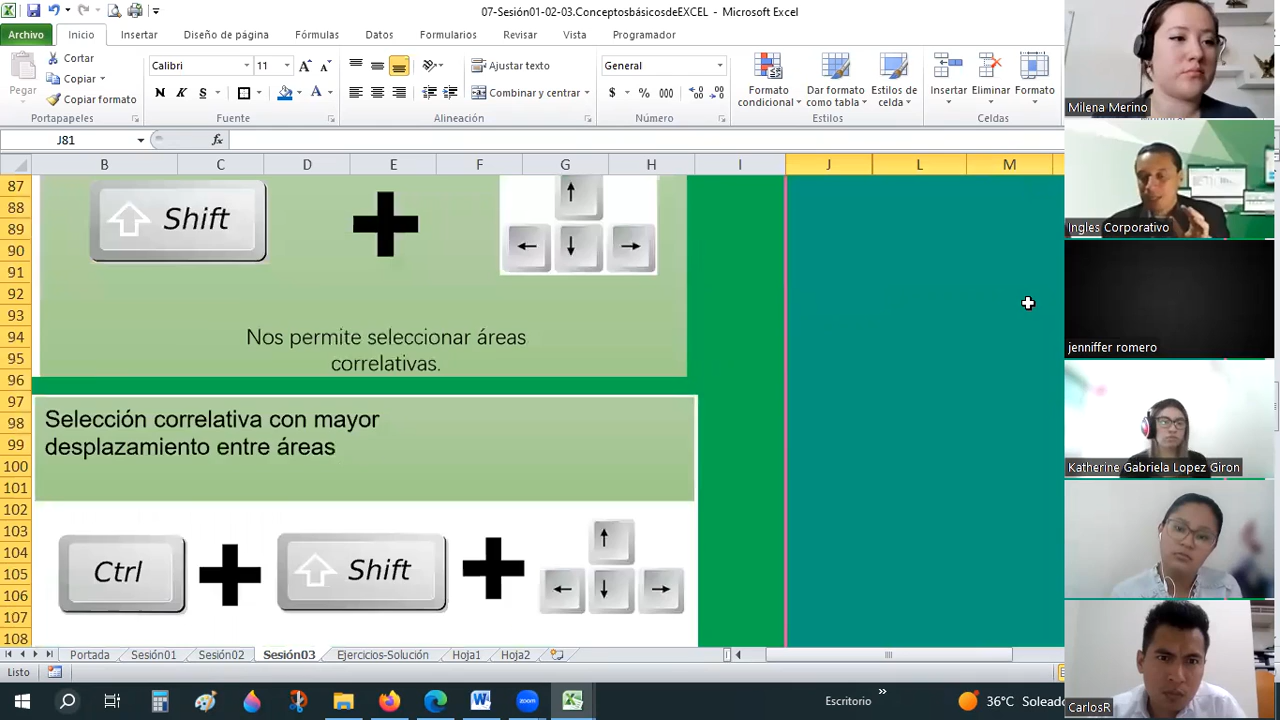 07-Sesión01-02-03.ConceptosbásicosdeEXCEL - Microsoft Excel
Archivo Inicio Insertar Diseño de página Fórmulas Datos Formularios Revisar Vista Programador
Pegar
Cortar
Copiar
Copiar formato
Portapapeles
Calibri 11
N K S
Fuente
Ajustar texto
Combinar y centrar
Alineación
General
$ % 000
Número
Formato condicional
Dar formato como tabla
Estilos de celda
Estilos
Insertar Eliminar Formato
Celdas
J81 fx
B C D E F G H I J L M
87
88
89
90
91
92
93
94
95
96
97
98
99
100
101
102
103
104
105
106
107
108
Shift
Nos permite seleccionar áreas
correlativas.
Selección correlativa con mayor
desplazamiento entre áreas
Ctrl + Shift +
Portada Sesión01 Sesión02 Sesión03 Ejercicios-Solución Hoja1 Hoja2
Listo
Escritorio » 36°C Soleado
Milena Merino
Ingles Corporativo
jenniffer romero
Katherine Gabriela Lopez Giron
CarlosR